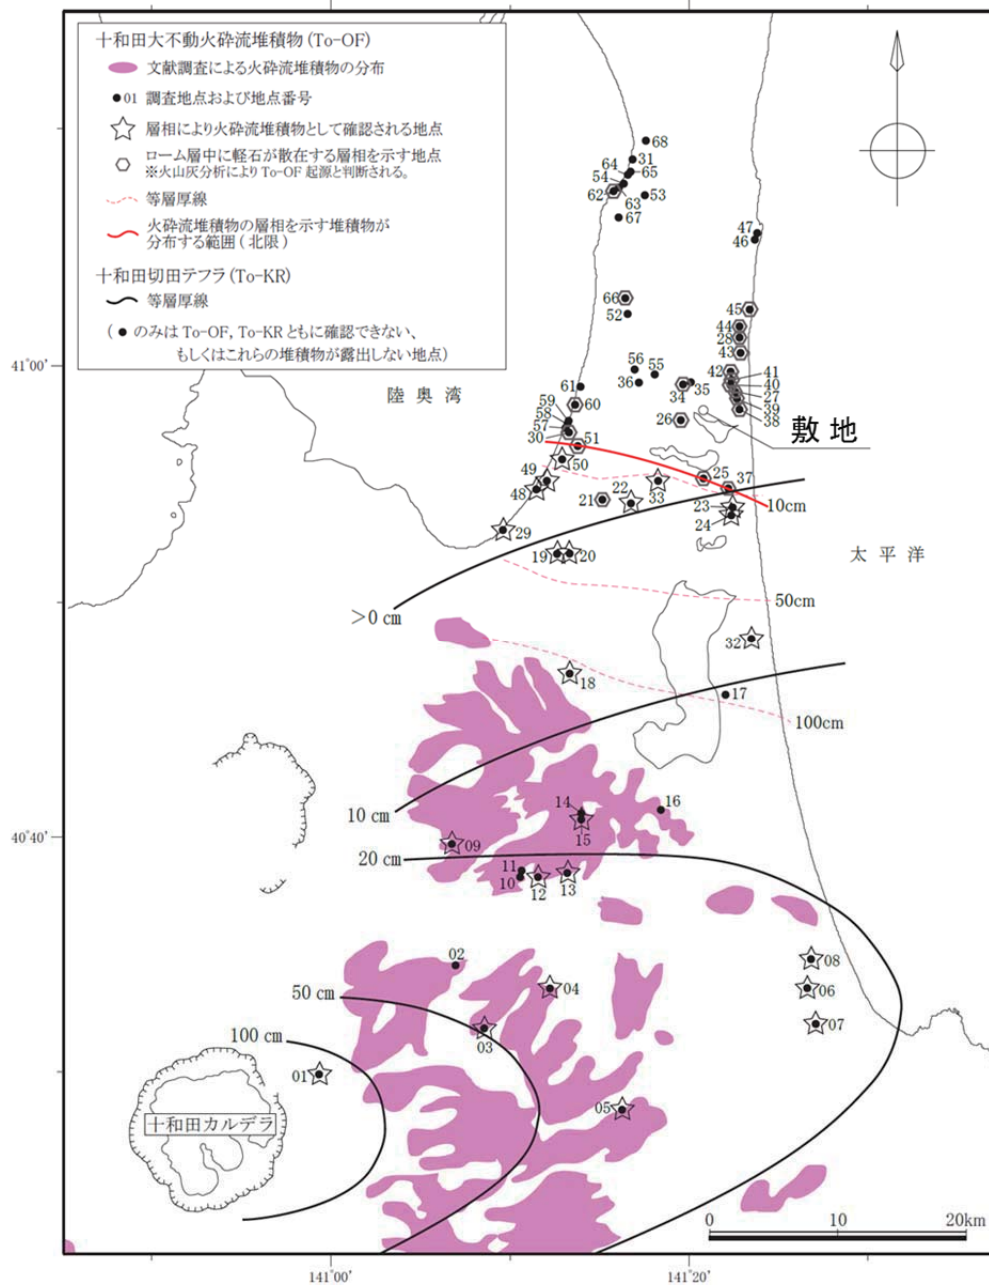 十和田大不動火砕流堆積物(To-OF)
文献調査による火砕流堆積物の分布
01 調査地点および地点番号
層相により火砕流堆積物として確認される地点
ローム層中に軽石が散在する層相を示す地点
※火山灰分析により To-OF 起源と判断される。
等層厚線
火砕流堆積物の層相を示す堆積物が
分布する範囲(北限)
十和田切田テフラ(To-KR)
等層厚線
(● のみは To-OF, To-KR ともに確認できない、
もしくはこれらの堆積物が露出しない地点)
68
31
64
65
54
62
63
53
67
47
46
66
52
45
44
28
43
41°00'
56
55
42
41
36
34
35
40
27
39
38
61
陸奥湾
59
60
58
57
30
51
26
敷地
50
49
48
25
37
33
22
21
23
10cm
24
29
19
20
太平洋
50cm
>0 cm
32
18
17
100cm
10 cm
14
16
15
40°40'
09
20 cm
11
10
12
13
02
08
04
06
50 cm
07
03
100 cm
01
05
十和田カルデラ
0
10
20km
141°00'
141°20'